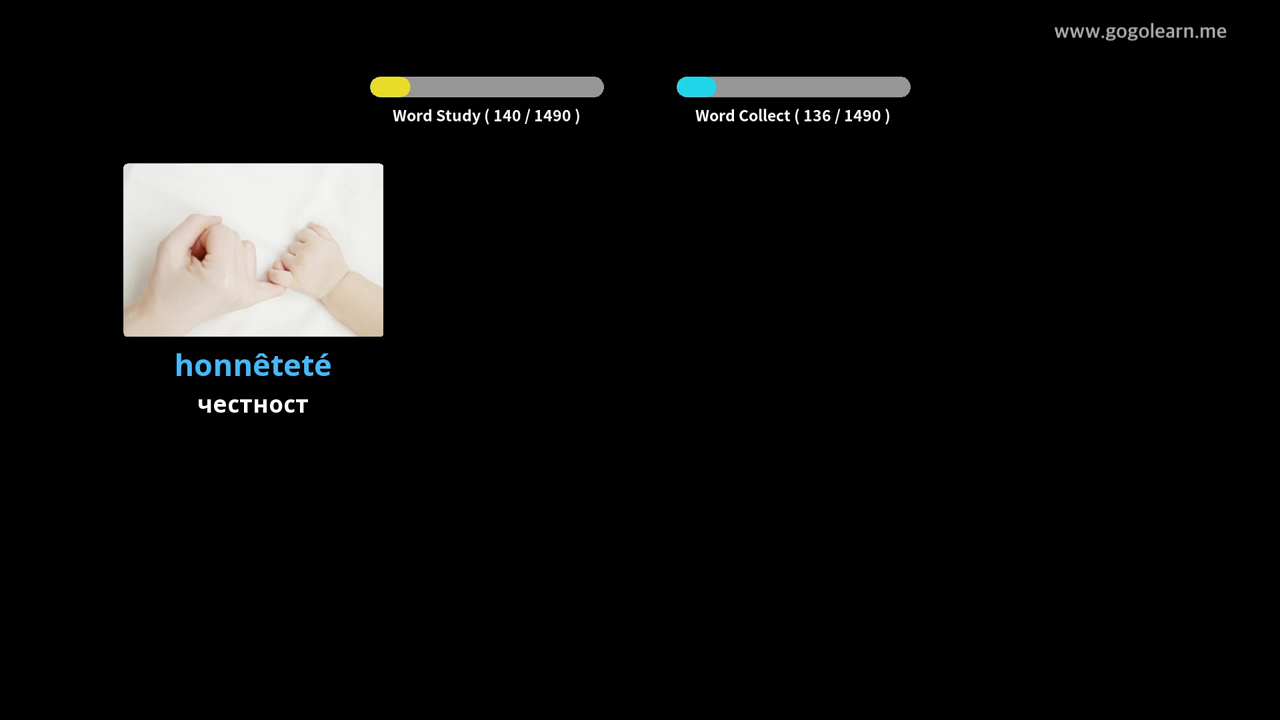 www.gogolearn.me
Word Study ( 140 / 1490 )
Word Collect ( 136 / 1490 )
honnêteté
честност